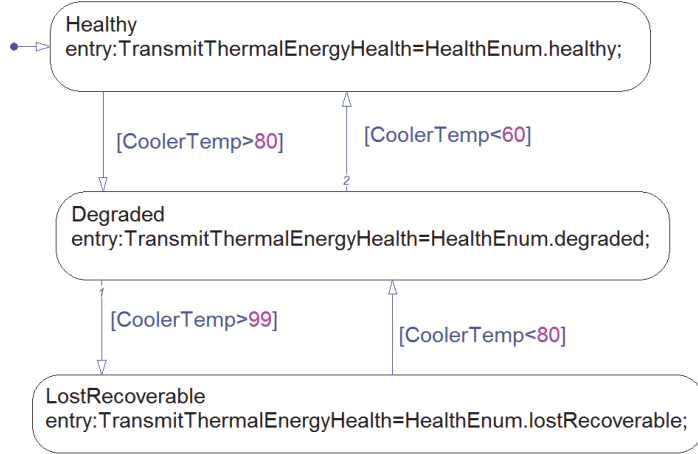 Healthy
entry:TransmitThermalEnergyHealth=HealthEnum.healthy;
[CoolerTemp>80]
[CoolerTemp<60]
2
Degraded
entry:TransmitThermalEnergyHealth=HealthEnum.degraded;
1
[CoolerTemp>99]
[CoolerTemp<80]
LostRecoverable
entry:TransmitThermalEnergyHealth=HealthEnum.lostRecoverable;